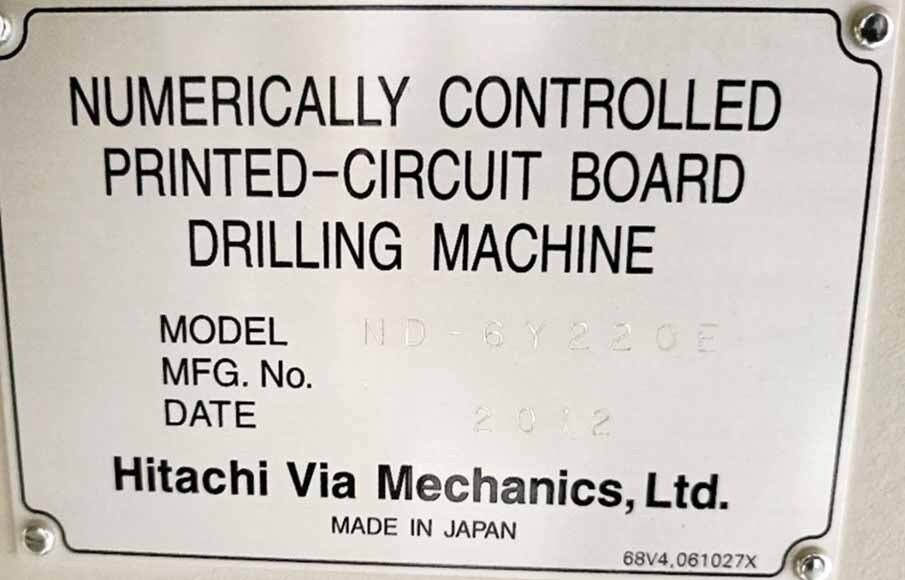 NUMERICALLY CONTROLLED
PRINTED-CIRCUIT BOARD
DRILLING MACHINE
MODEL ND-6Y220E
MFG. No.
DATE 2012
Hitachi Via Mechanics, Ltd.
MADE IN JAPAN
68V4,061027X